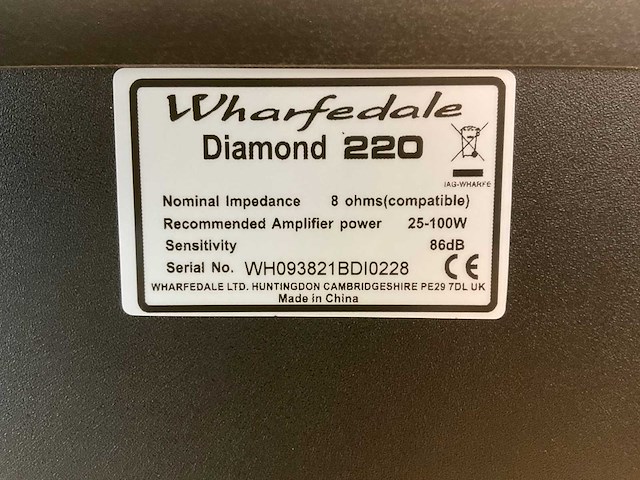 Wharfedale
Diamond 220
IAG-WHARFE
Nominal Impedance 8 ohms(compatible)
Recommended Amplifier power 25-100W
Sensitivity 86dB
Serial No. WH093821BDI0228 CE
WHARFEDALE LTD. HUNTINGDON CAMBRIDGESHIRE PE29 7DL UK
Made in China